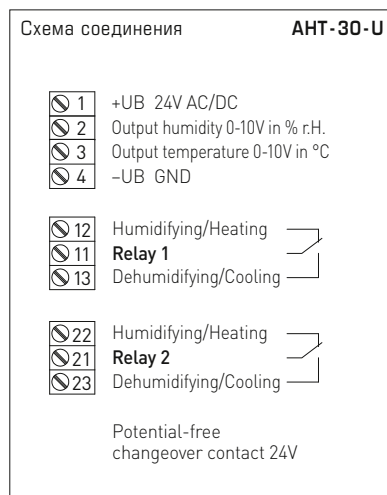 Схема соединения AHT-30-U
1 +UB 24V AC/DC
2 Output humidity 0-10V in % r.H.
3 Output temperature 0-10V in °C
4 –UB GND
12 Humidifying/Heating
11 Relay 1
13 Dehumidifying/Cooling
22 Humidifying/Heating
21 Relay 2
23 Dehumidifying/Cooling
Potential-free
changeover contact 24V